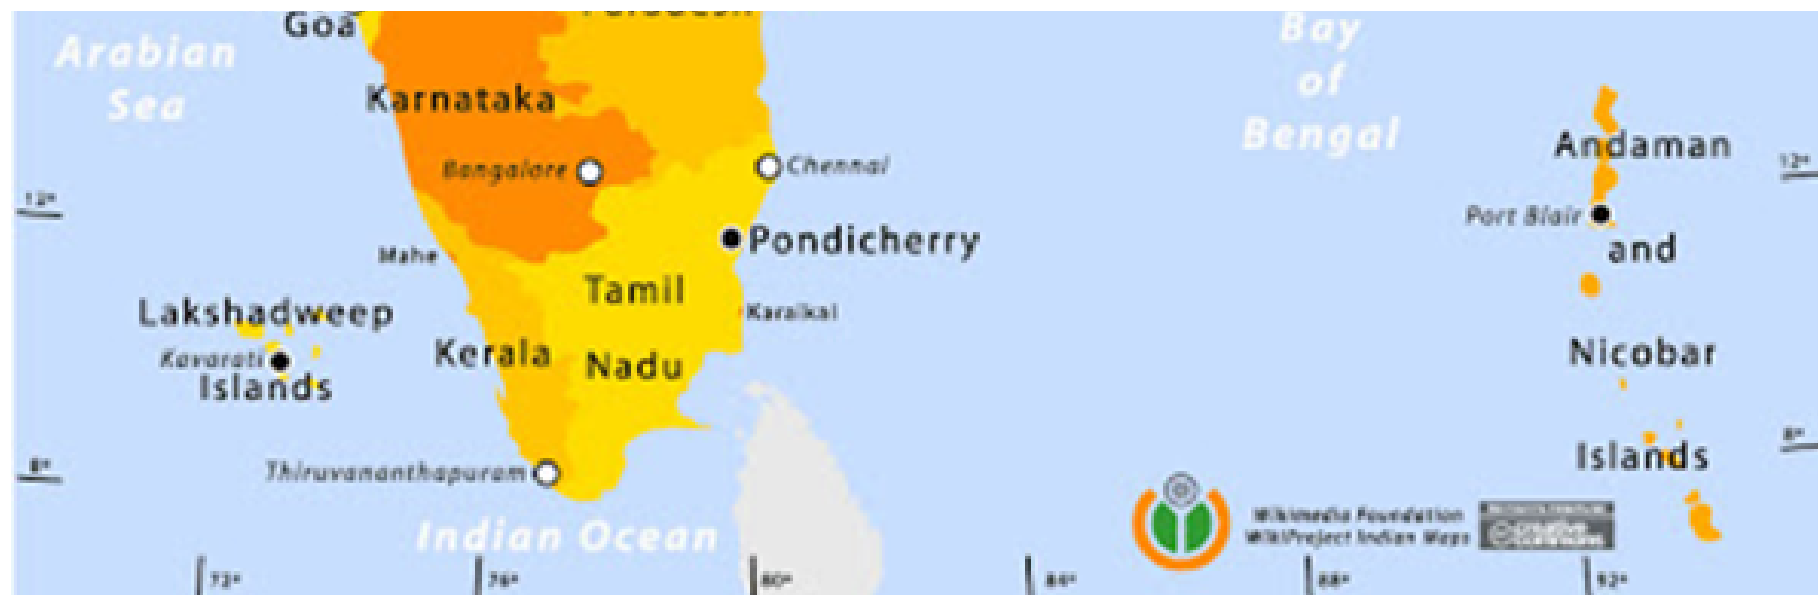 Goa
Arabian
Sea
Bay
of
Bengal
Karnataka
Andaman
Bangalore
Chennai
12°
12°
Port Blair
Pondicherry
and
Mahe
Tamil
Lakshadweep
Karaikal
Kavarati
Kerala
Nadu
Nicobar
Islands
8°
8°
Islands
Thiruvananthapuram
Indian Ocean
Wikimedia Foundation
WikiProject Indian Maps
creative
commons
72°
76°
80°
84°
88°
92°